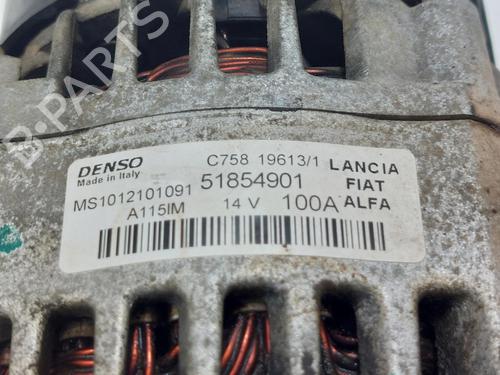 B-PARTS
DENSO C758 19613/1 LANCIA
Made in Italy
MS1012101091 51854901 FIAT
A115IM 14 V 100A ALFA